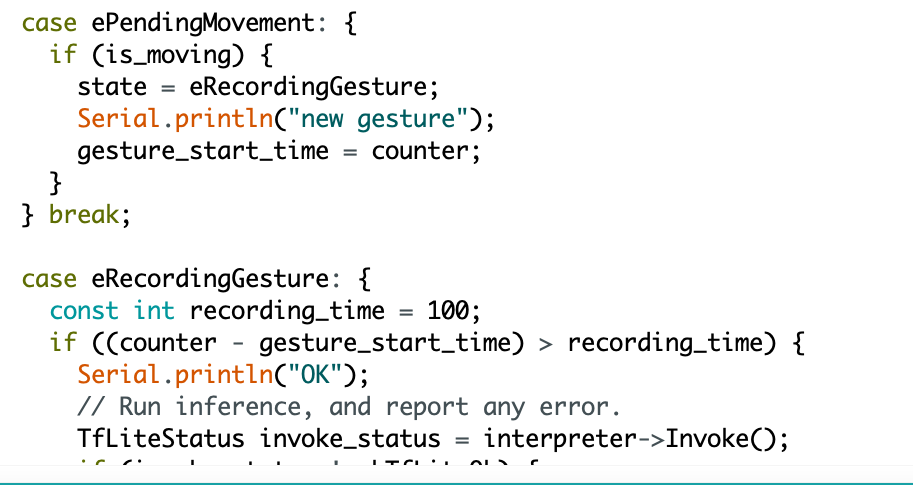 case ePendingMovement: {
if (is_moving) {
state = eRecordingGesture;
Serial.println("new gesture");
gesture_start_time = counter;
}
} break;
case eRecordingGesture: {
const int recording_time = 100;
if ((counter - gesture_start_time) > recording_time) {
Serial.println("OK");
// Run inference, and report any error.
TfLiteStatus invoke_status = interpreter->Invoke();